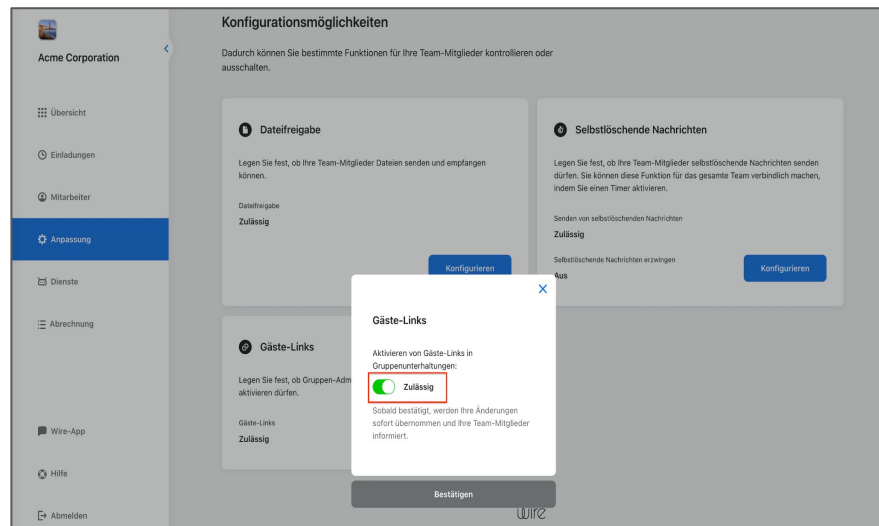 Acme Corporation
Übersicht
Einladungen
Mitarbeiter
Anpassung
Dienste
Abrechnung
Wire-App
Hilfe
Abmelden
Konfigurationsmöglichkeiten
Dadurch können Sie bestimmte Funktionen für Ihre Team-Mitglieder kontrollieren oder
ausschalten.
Dateifreigabe
Legen Sie fest, ob Ihre Team-Mitglieder Dateien senden und empfangen
können.
Dateifreigabe
Zulässig
Konfigurieren
Selbstlöschende Nachrichten
Legen Sie fest, ob Ihre Team-Mitglieder selbstlöschende Nachrichten senden
dürfen. Sie können diese Funktion für das gesamte Team verbindlich machen,
indem Sie einen Timer aktivieren.
Senden von selbstlöschenden Nachrichten
Zulässig
Selbstlöschende Nachrichten erzwingen
Aus
Konfigurieren
Gäste-Links
Legen Sie fest, ob Gruppen-Adm
aktivieren dürfen.
Gäste-Links
Zulässig
Gäste-Links
Aktivieren von Gäste-Links in
Gruppenunterhaltungen:
Zulässig
Sobald bestätigt, werden Ihre Änderungen
sofort übernommen und Ihre Team-Mitglieder
informiert.
Bestätigen
wire